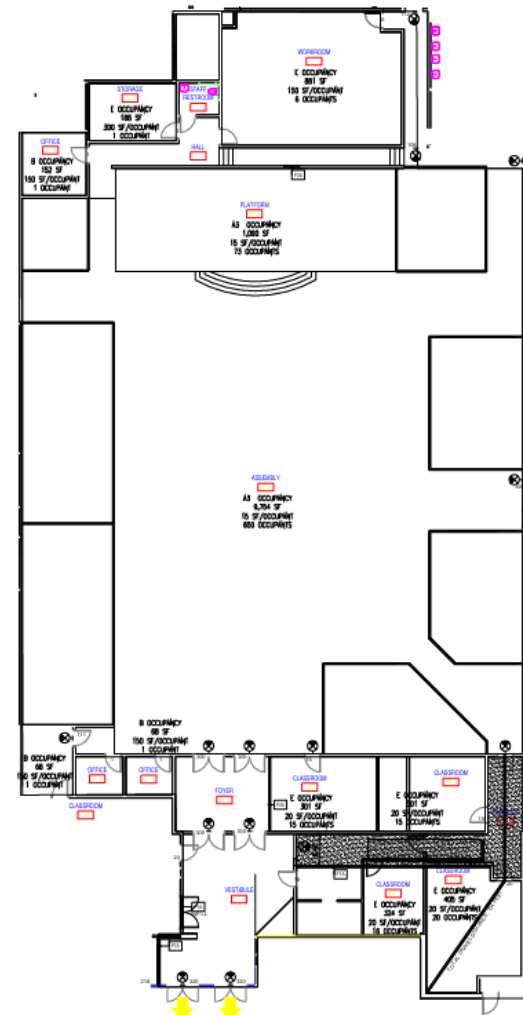 WORKROOM
E OCCUPANCY
881 SF
150 SF/OCCUPANT
6 OCCUPANTS
STORAGE
E OCCUPANCY
188 SF
300 SF/OCCUPANT
1 OCCUPANT
STAFF
RESTROOM
OFFICE
B OCCUPANCY
152 SF
150 SF/OCCUPANT
1 OCCUPANT
HALL
PLATFORM
A3 OCCUPANCY
15 SF/OCCUPANT
73 OCCUPANTS
ASSEMBLY
A3 OCCUPANCY
9,754 SF
15 SF/OCCUPANT
650 OCCUPANTS
B OCCUPANCY
68 SF
150 SF/OCCUPANT
1 OCCUPANT
B OCCUPANCY
68 SF
150 SF/OCCUPANT
1 OCCUPANT
OFFICE
OFFICE
CLASSROOM
FOYER
CLASSROOM
E OCCUPANCY
301 SF
20 SF/OCCUPANT
15 OCCUPANTS
CLASSROOM
E OCCUPANCY
301 SF
20 SF/OCCUPANT
15 OCCUPANTS
VESTIBULE
CLASSROOM
E OCCUPANCY
324 SF
20 SF/OCCUPANT
16 OCCUPANTS
CLASSROOM
E OCCUPANCY
405 SF
20 SF/OCCUPANT
20 OCCUPANTS